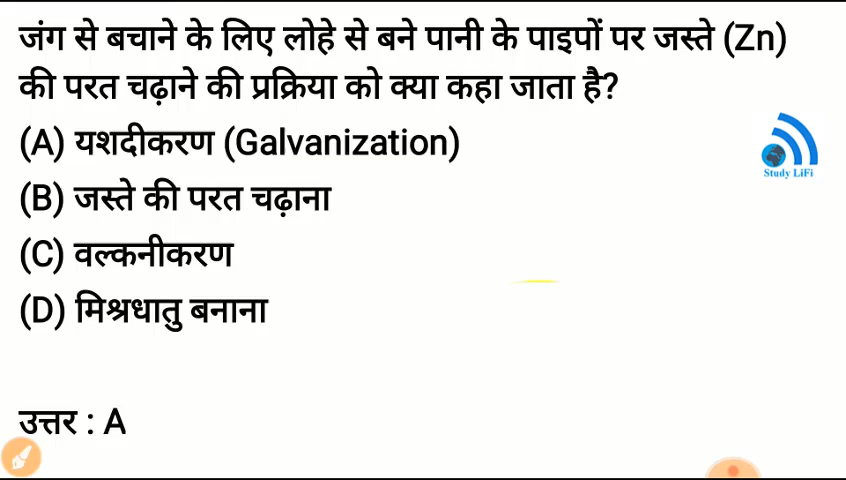 जंग से बचाने के लिए लोहे से बने पानी के पाइपों पर जस्ते (Zn)
की परत चढ़ाने की प्रक्रिया को क्या कहा जाता है?
(A) यशदीकरण (Galvanization)
(B) जस्ते की परत चढ़ाना
(C) वल्कनीकरण
(D) मिश्रधातु बनाना
उत्तर : A
Study LiFi